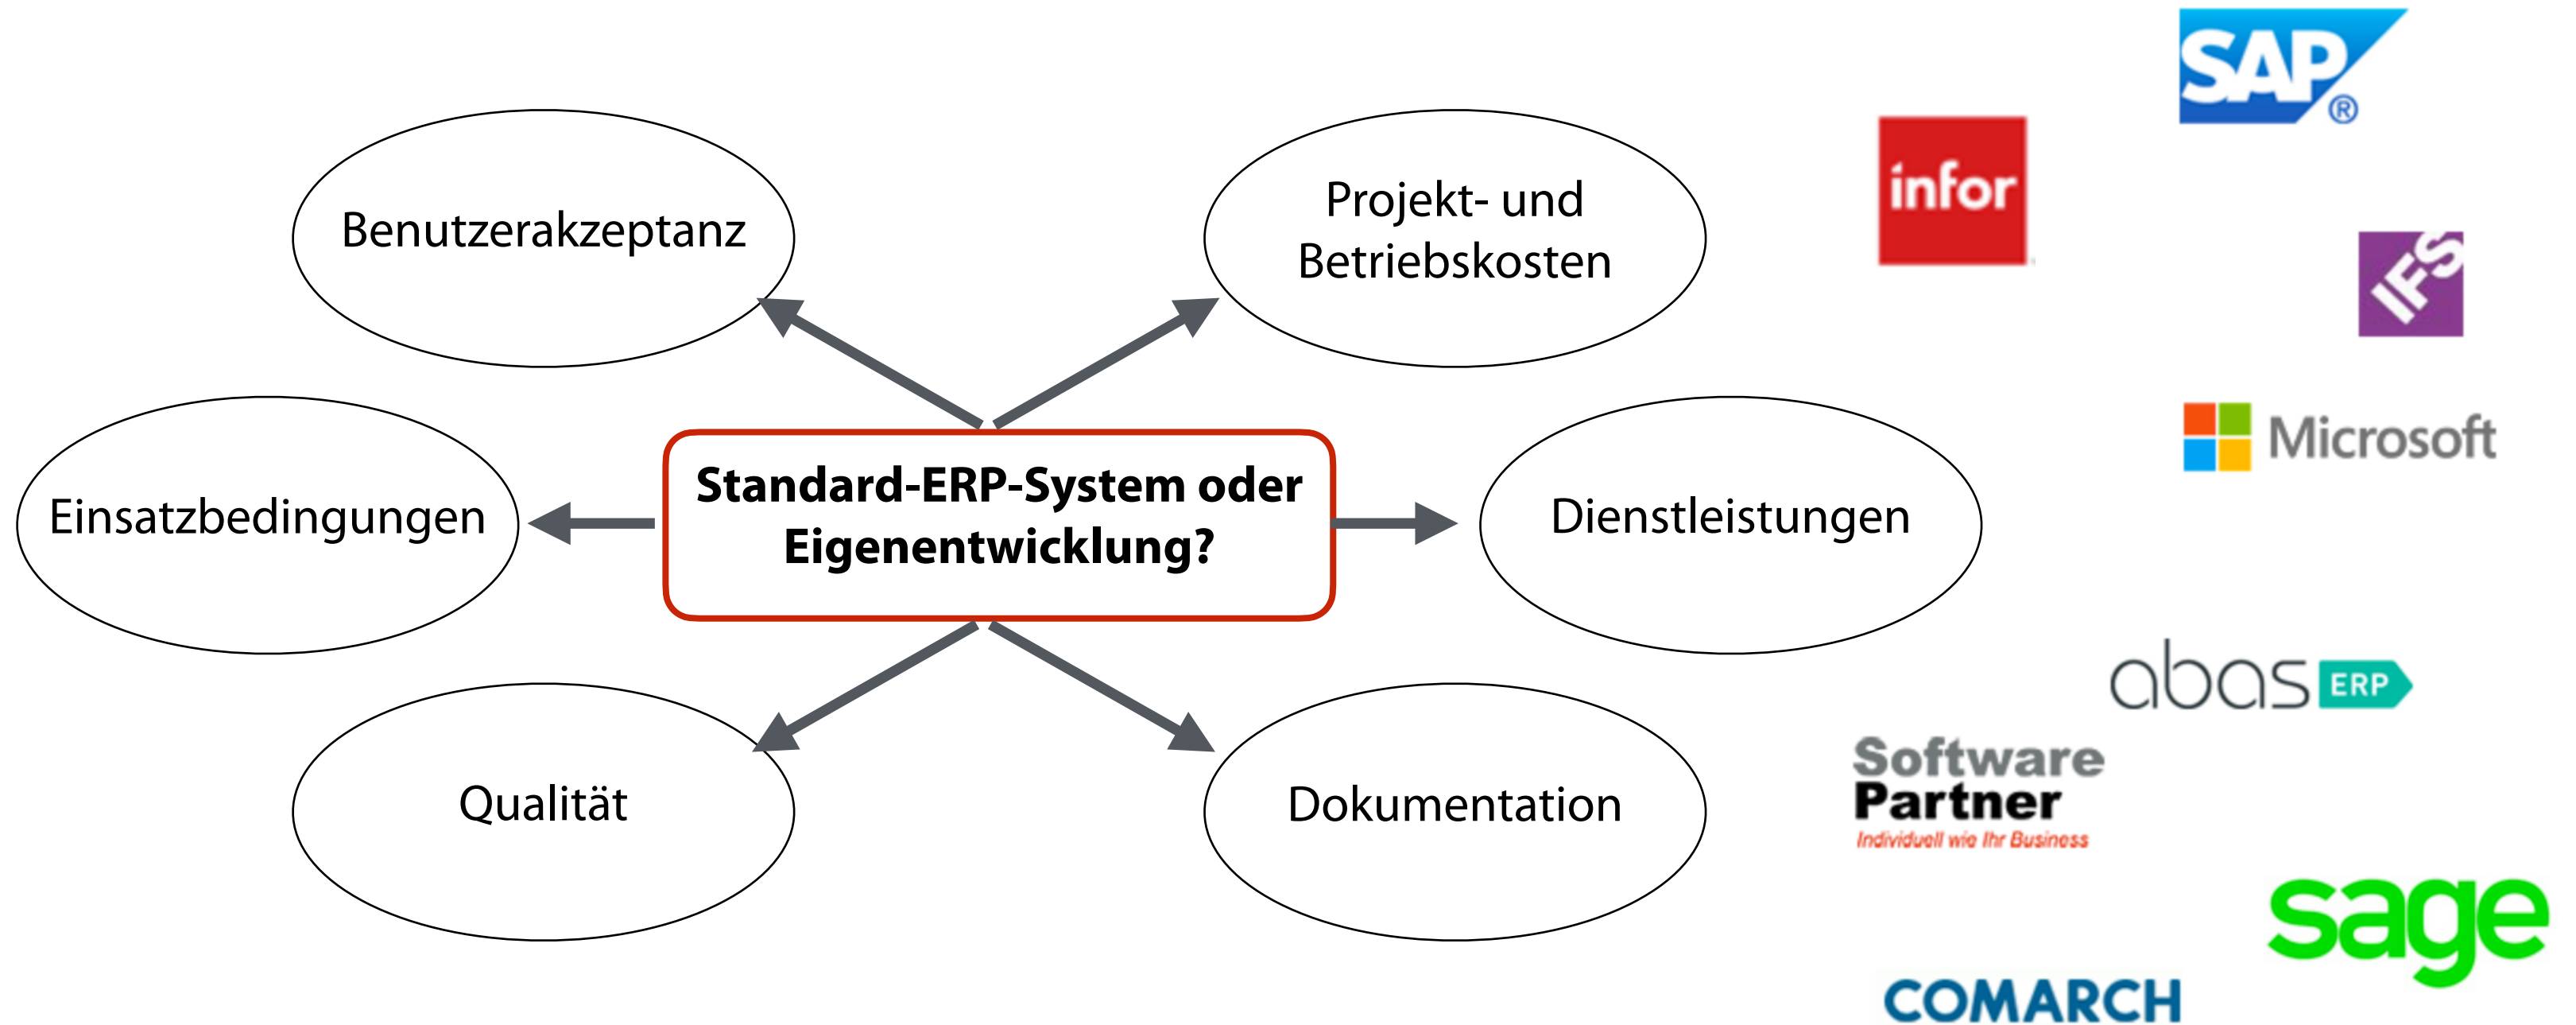 Benutzerakzeptanz
Projekt- und
Betriebskosten
Einsatzbedingungen
Standard-ERP-System oder
Eigenentwicklung?
Dienstleistungen
Qualität
Dokumentation
SAP®
infor
IFS
Microsoft
abas ERP
Software
Partner
Individuell wie Ihr Business
sage
COMARCH